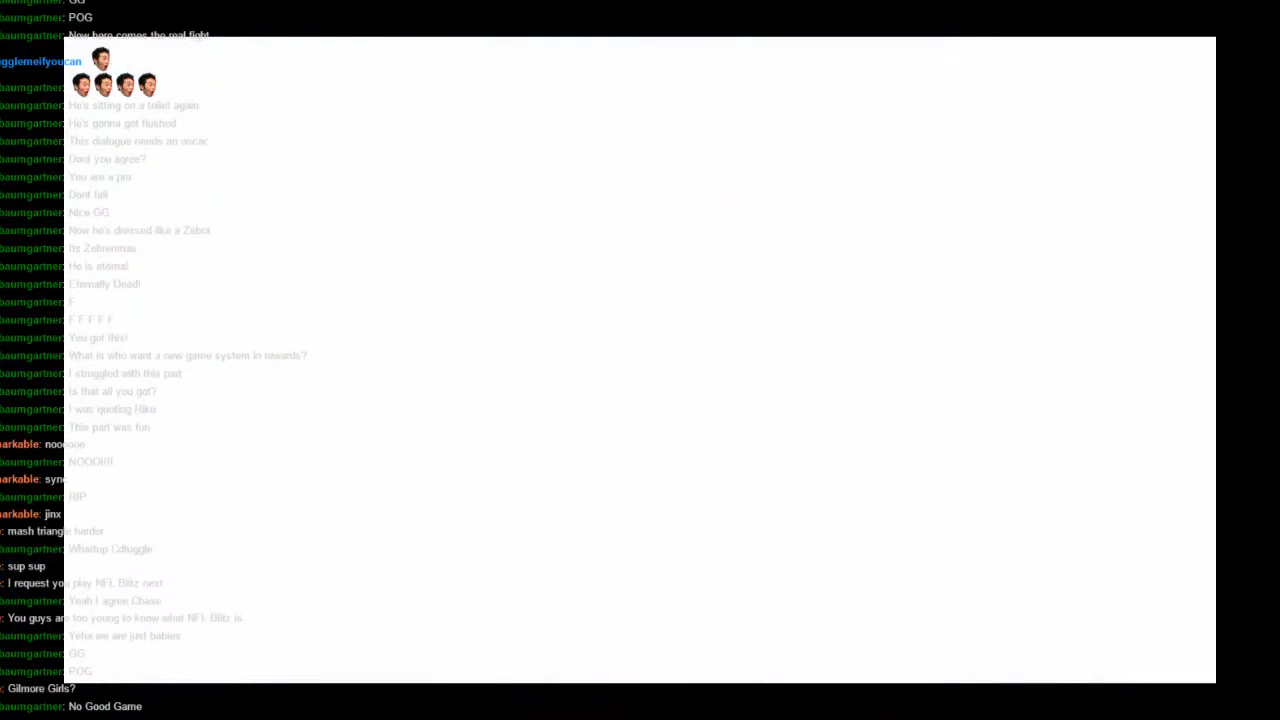 baumgartner: GG
baumgartner: POG
baumgartner: Now here comes the real fight
gglemeifyoucan
baumgartner:
baumgartner: He's sitting on a toilet again
baumgartner: He's gonna get flushed
baumgartner: This dialogue needs an oscar
baumgartner: Dont you agree?
baumgartner: You are a pro
baumgartner: Dont fall
baumgartner: Nice GG
baumgartner: Now he's dressed like a Zebra
baumgartner: Its Zebremnas
baumgartner: He is eternal
baumgartner: Eternally Dead!
baumgartner: F
baumgartner: F F F F F
baumgartner: You got this!
baumgartner: What is who want a new game system in rewards?
baumgartner: I struggled with this part
baumgartner: Is that all you got?
baumgartner: I was quoting Riku
baumgartner: This part was fun
arkable: noooooo
baumgartner: NOOO!!!!
arkable: sync
baumgartner: RIP
arkable: jinx
: mash triangle harder
baumgartner: Whattup Cdtuggle
: sup sup
: I request you play NFL Blitz next
baumgartner: Yeah I agree Chase
: You guys are too young to know what NFL Blitz is.
baumgartner: Yeha we are just babies
baumgartner: GG
baumgartner: POG
: Gilmore Girls?
baumgartner: No Good Game